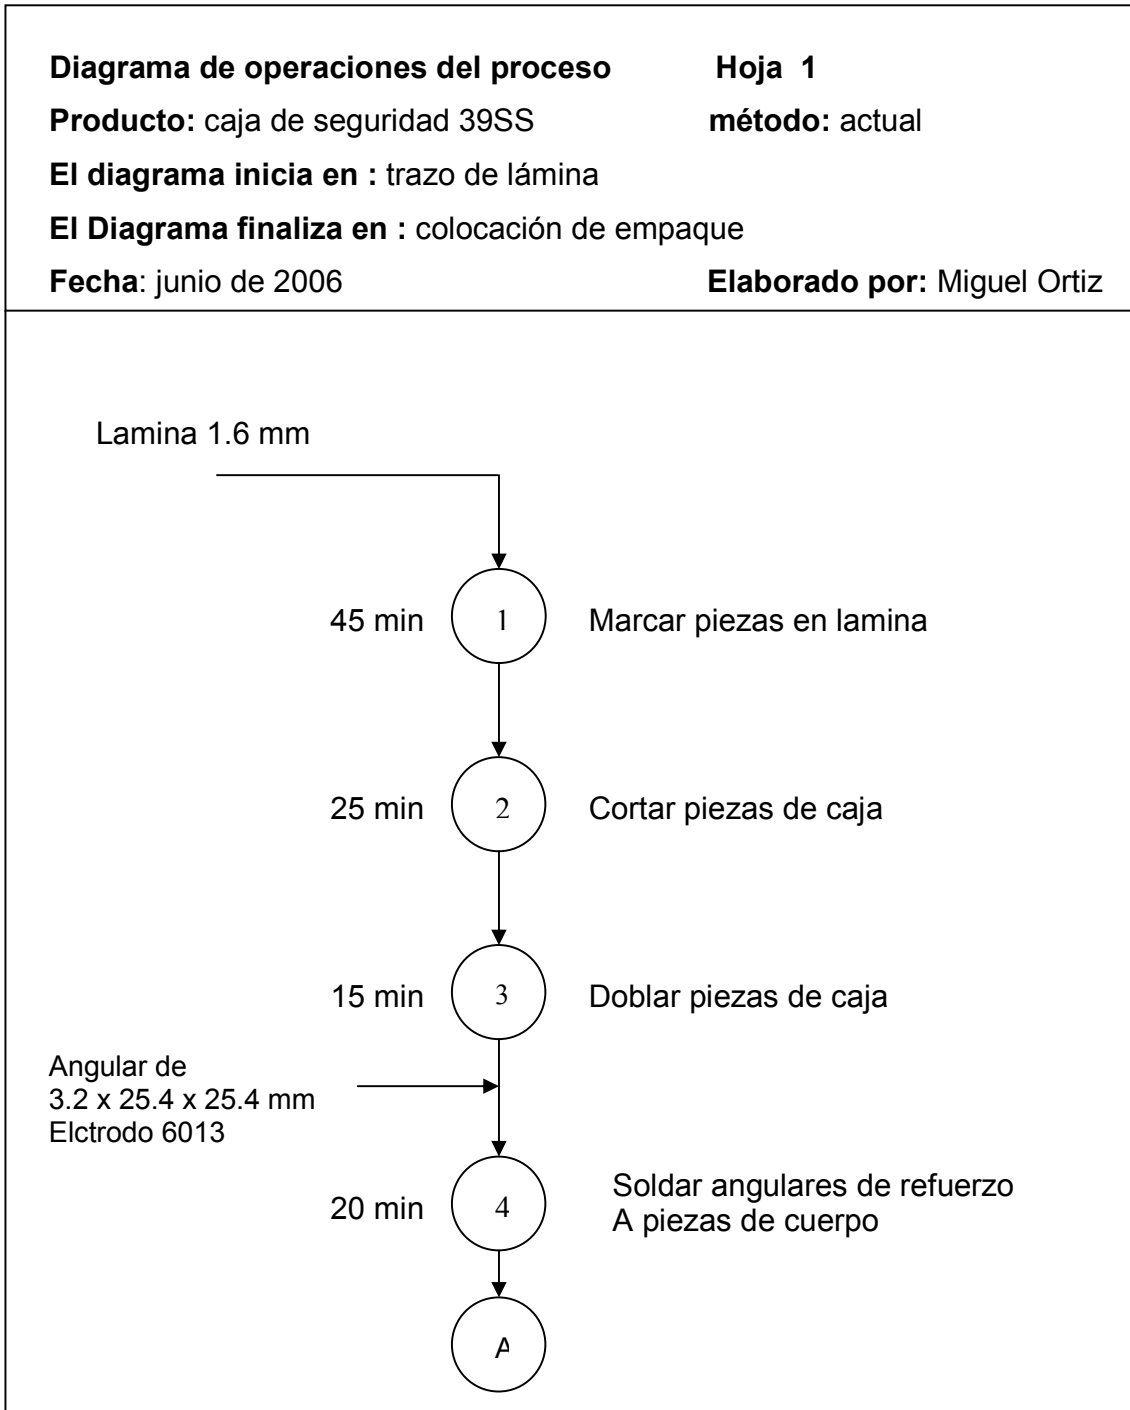 Diagrama de operaciones del proceso Hoja 1
Producto: caja de seguridad 39SS método: actual
El diagrama inicia en : trazo de lámina
El Diagrama finaliza en : colocación de empaque
Fecha: junio de 2006 Elaborado por: Miguel Ortiz
Lamina 1.6 mm
45 min 1 Marcar piezas en lamina
25 min 2 Cortar piezas de caja
15 min 3 Doblar piezas de caja
Angular de
3.2 x 25.4 x 25.4 mm
Elctrodo 6013
20 min 4 Soldar angulares de refuerzo
A piezas de cuerpo
A